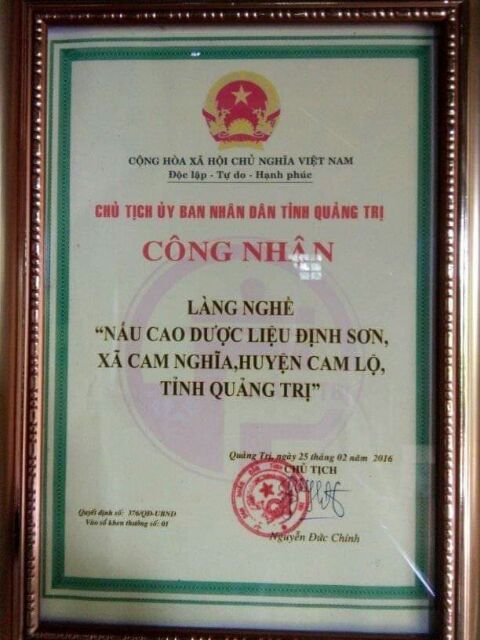 CỘNG HÒA XÃ HỘI CHỦ NGHĨA VIỆT NAM
Độc lập - Tự do - Hạnh phúc
CHỦ TỊCH ỦY BAN NHÂN DÂN TỈNH QUẢNG TRỊ
CÔNG NHẬN
LÀNG NGHỀ
“NẤU CAO DƯỢC LIỆU ĐỊNH SƠN,
XÃ CAM NGHĨA,HUYỆN CAM LỘ,
TỈNH QUẢNG TRỊ”
Quảng Trị, ngày 25 tháng 02 năm 2016
CHỦ TỊCH
Quyết định số: 376/QĐ-UBND
Vào sổ khen thưởng số: 01
Nguyễn Đức Chính